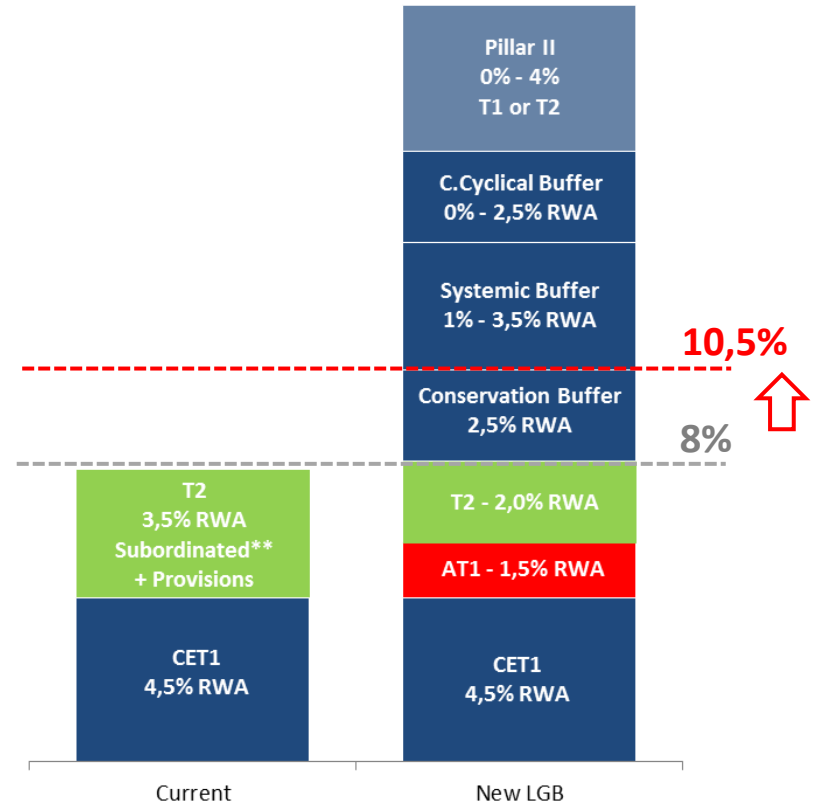 Pillar II
0% - 4%
T1 or T2
C.Cyclical Buffer
0% - 2,5% RWA
Systemic Buffer
1% - 3,5% RWA
10,5%
Conservation Buffer
2,5% RWA
8%
T2
3,5% RWA
Subordinated**
+ Provisions
T2 - 2,0% RWA
AT1 - 1,5% RWA
CET1
4,5% RWA
CET1
4,5% RWA
Current
New LGB